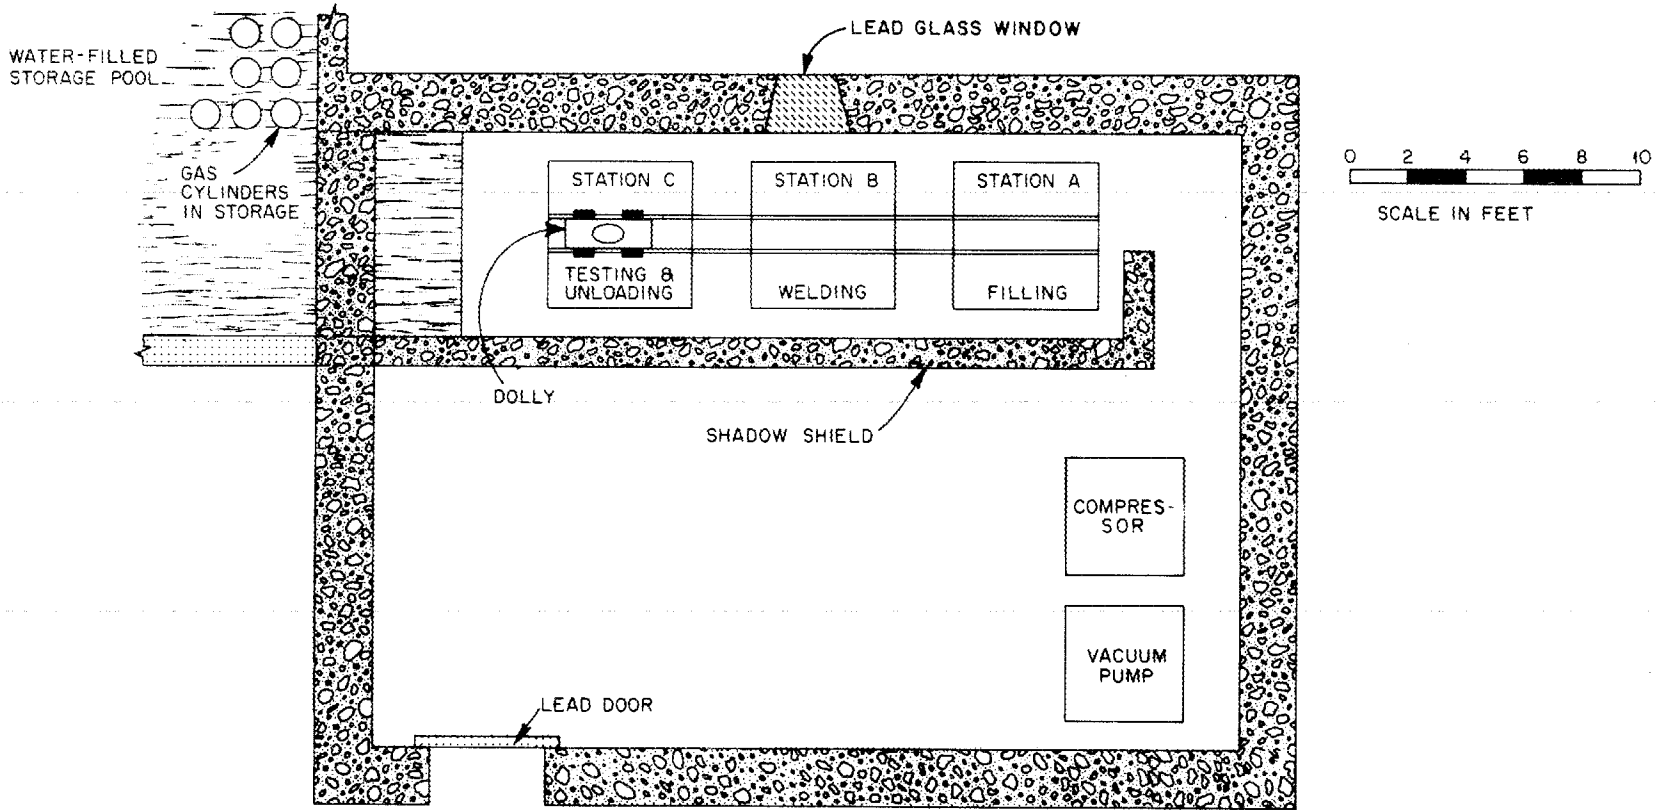 LEAD GLASS WINDOW
WATER-FILLED
STORAGE POOL
GAS
CYLINDERS
IN STORAGE
STATION C
STATION B
STATION A
0 2 4 6 8 10
SCALE IN FEET
TESTING &
UNLOADING
WELDING
FILLING
DOLLY
SHADOW SHIELD
COMPRES-
SOR
VACUUM
PUMP
LEAD DOOR